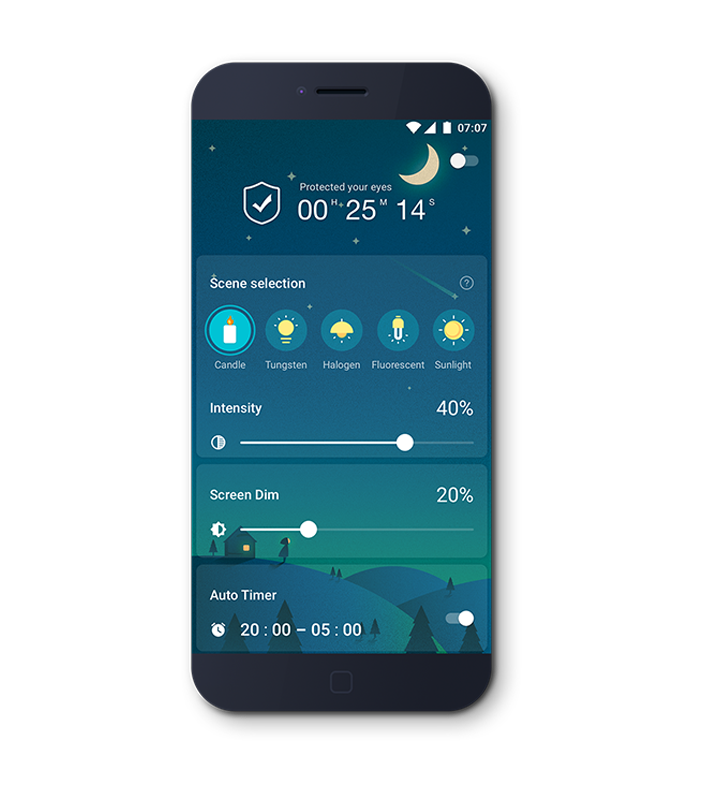 07:07
Protected your eyes
00 H 25 M 14 S
Scene selection ?
Candle Tungsten Halogen Fluorescent Sunlight
Intensity 40%
Screen Dim 20%
Auto Timer
20 : 00 – 05 : 00